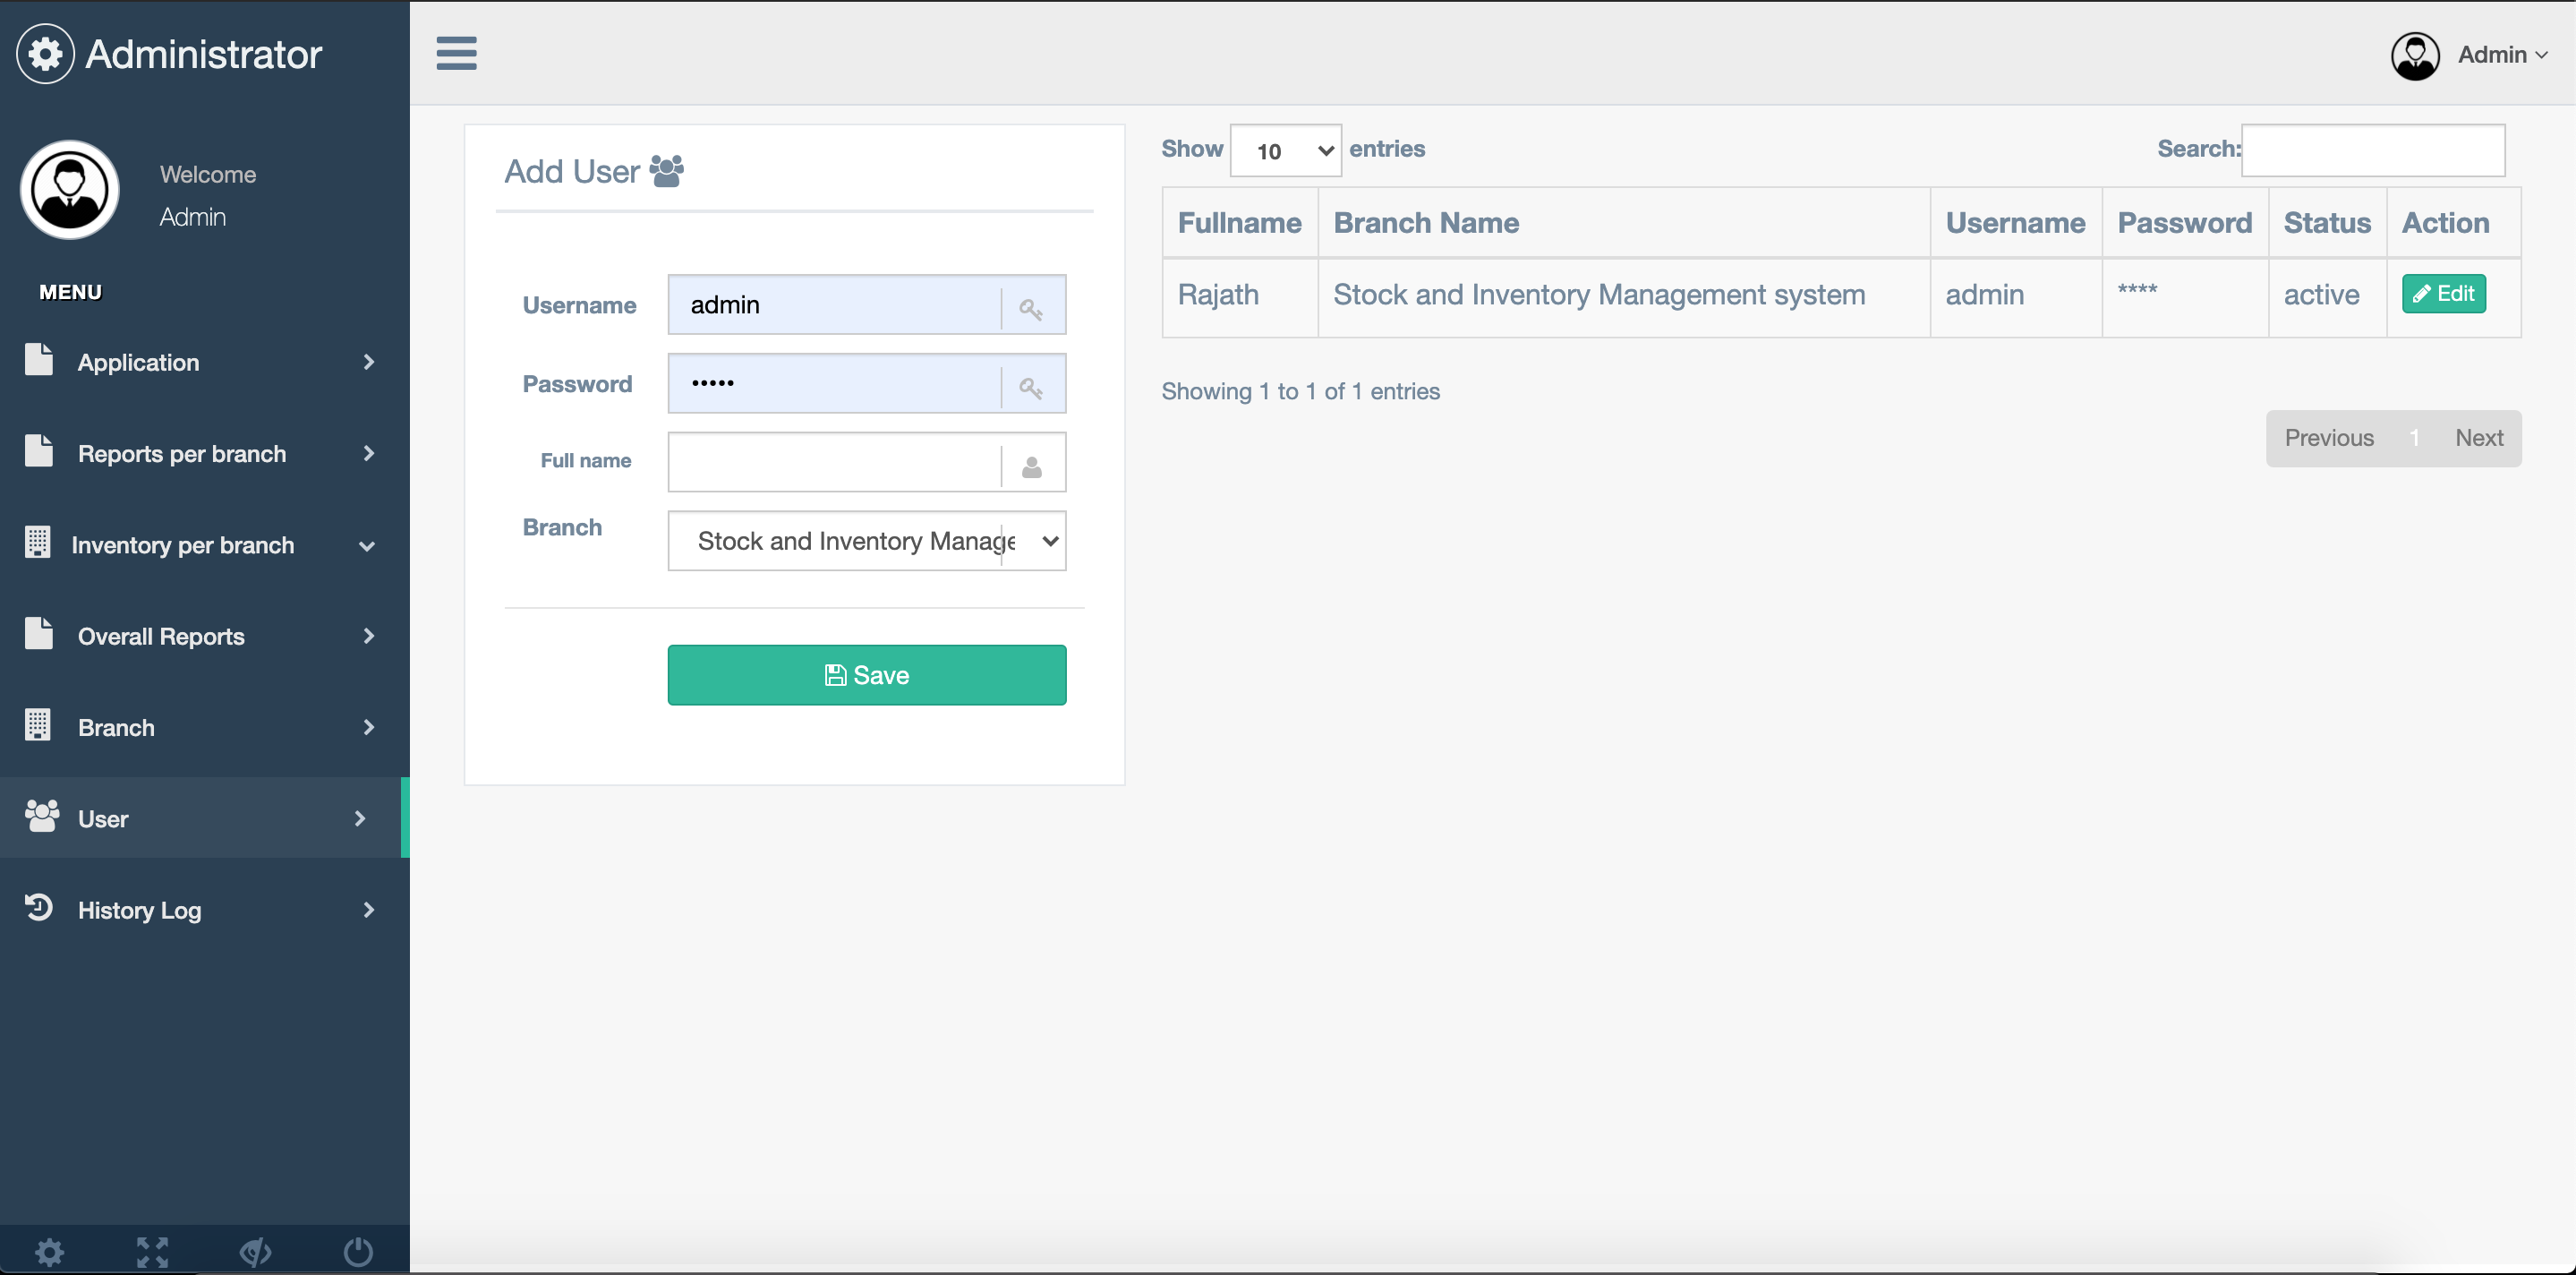 Administrator
Welcome
Admin
MENU
Application
Reports per branch
Inventory per branch
Overall Reports
Branch
User
History Log
Admin
Add User
Username admin
Password •••••
Full name
Branch Stock and Inventory Manage
Save
Show 10 entries
Search:
Fullname Branch Name Username Password Status Action
Rajath Stock and Inventory Management system admin **** active Edit
Showing 1 to 1 of 1 entries
Previous 1 Next